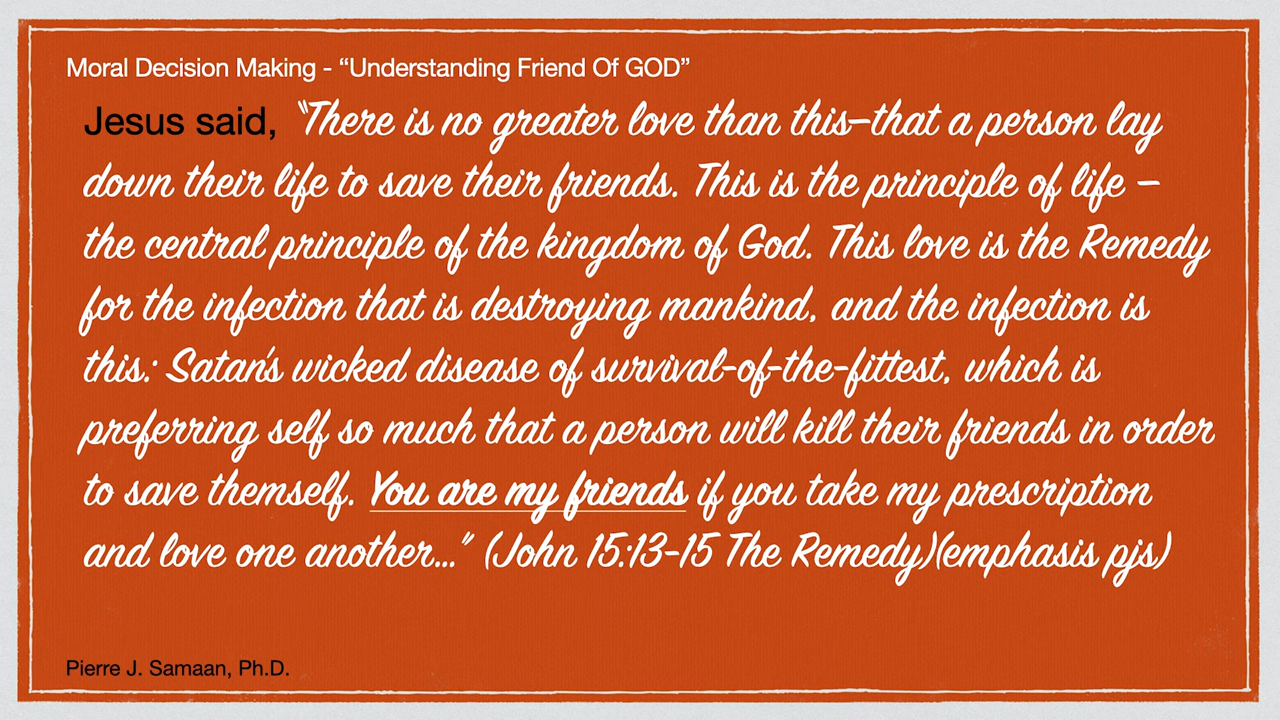 Moral Decision Making - “Understanding Friend Of GOD”
Jesus said, “There is no greater love than this–that a person lay
down their life to save their friends. This is the principle of life –
the central principle of the kingdom of God. This love is the Remedy
for the infection that is destroying mankind, and the infection is
this: Satan's wicked disease of survival-of-the-fittest, which is
preferring self so much that a person will kill their friends in order
to save themself. You are my friends if you take my prescription
and love one another...” (John 15:13-15 The Remedy)(emphasis pjs)
Pierre J. Samaan, Ph.D.